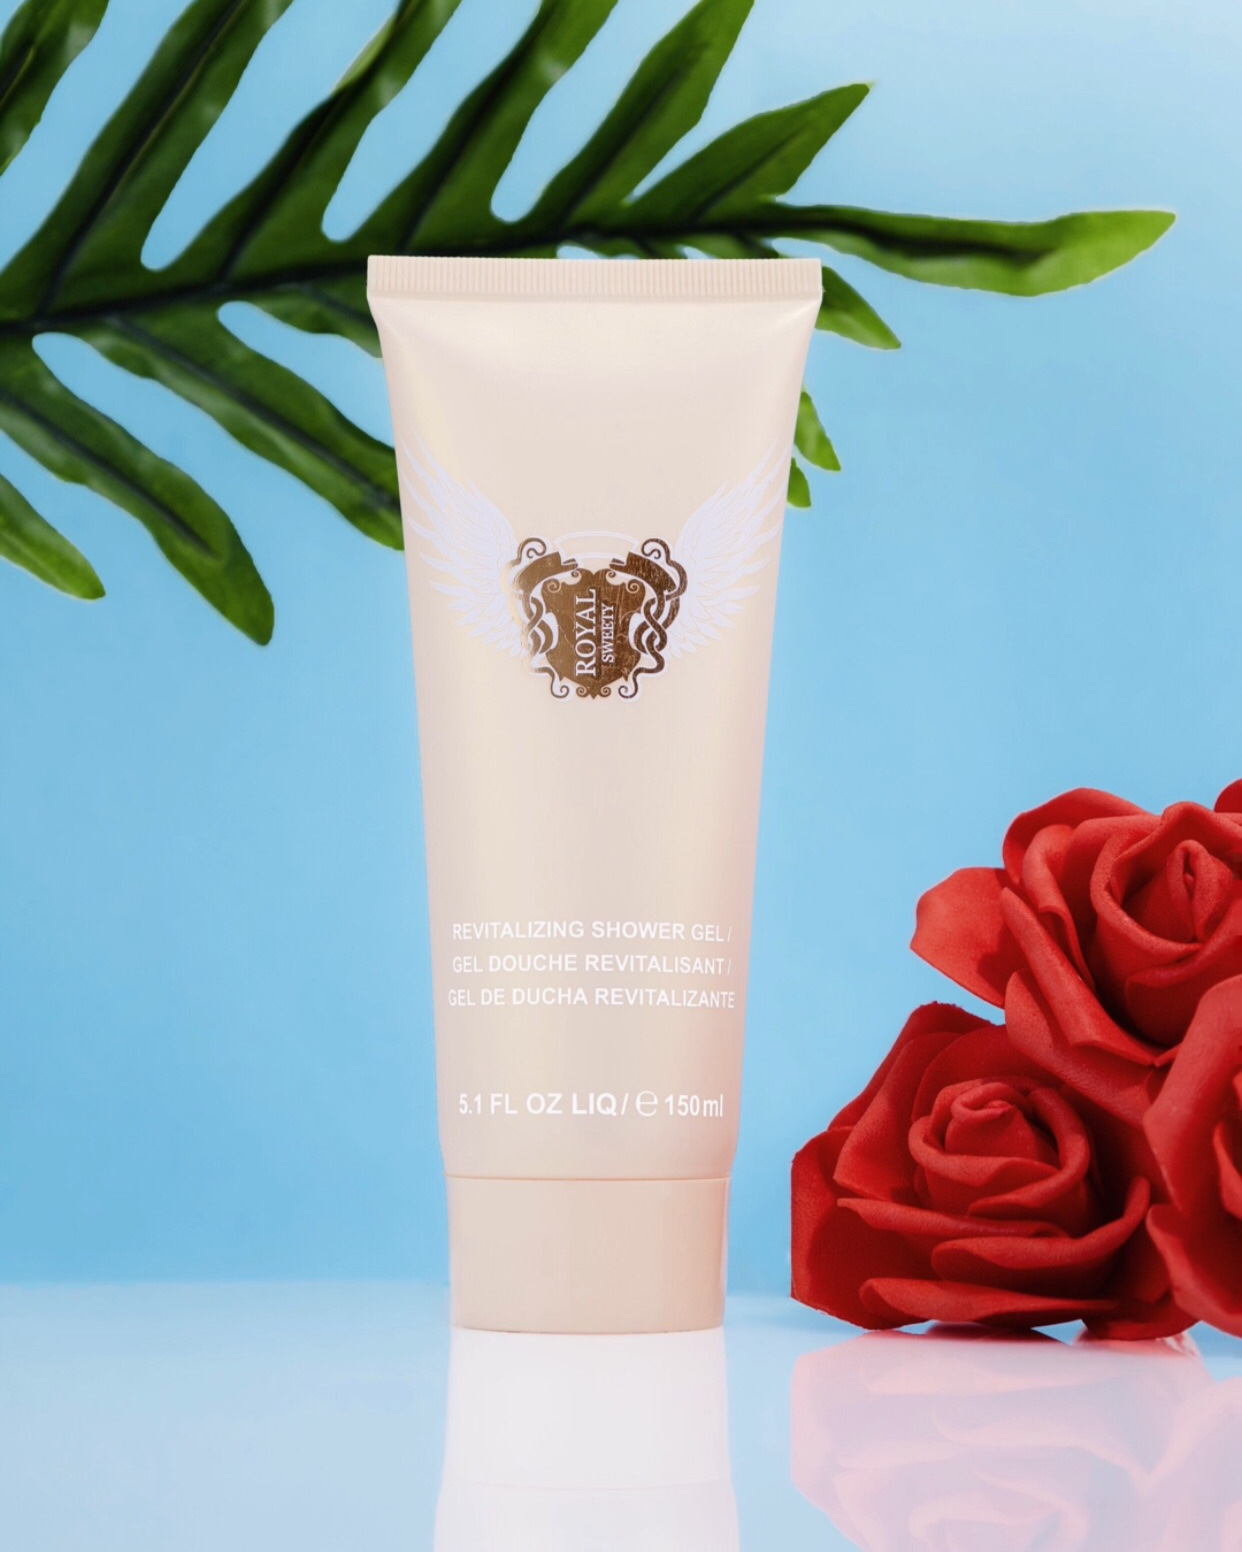 ROYAL
SWEETY
REVITALIZING SHOWER GEL /
GEL DOUCHE REVITALISANT /
GEL DE DUCHA REVITALIZANTE
5.1 FL OZ LIQ/ ℮ 150ml